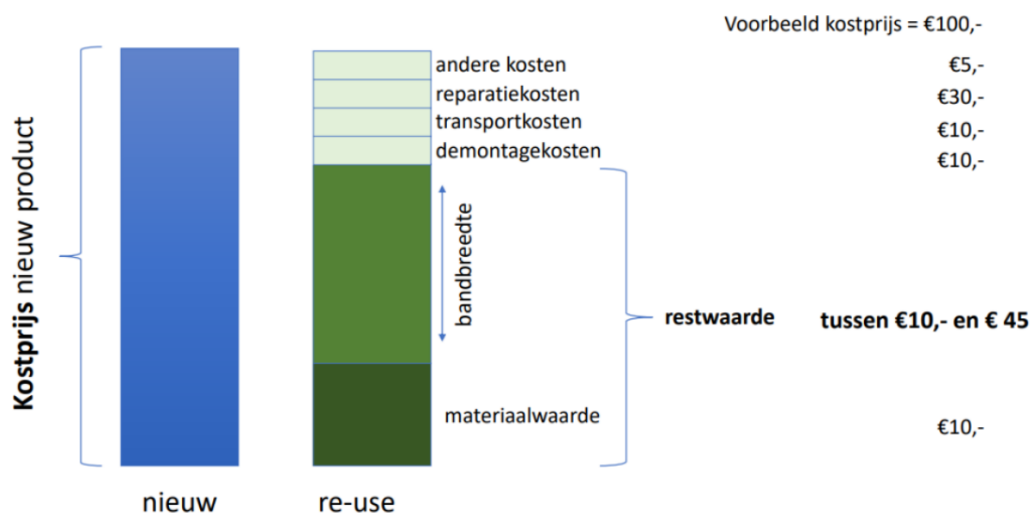 Voorbeeld kostprijs = €100,-
andere kosten €5,-
reparatiekosten €30,-
transportkosten €10,-
demontagekosten €10,-
Kostprijs nieuw product
bandbreedte
restwaarde tussen €10,- en € 45
materiaalwaarde €10,-
nieuw re-use